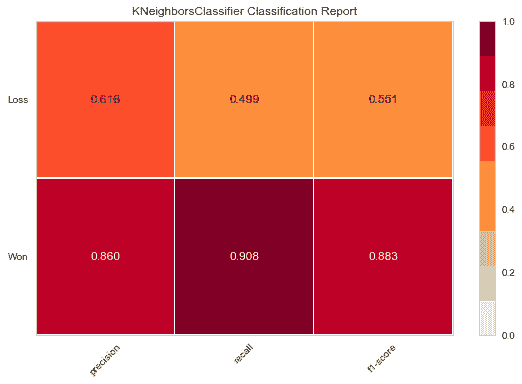 KNeighborsClassifier Classification Report
1.0
Loss
0.616
0.499
0.551
0.8
0.6
0.4
Won
0.860
0.908
0.883
0.2
0.0
precision
recall
f1-score